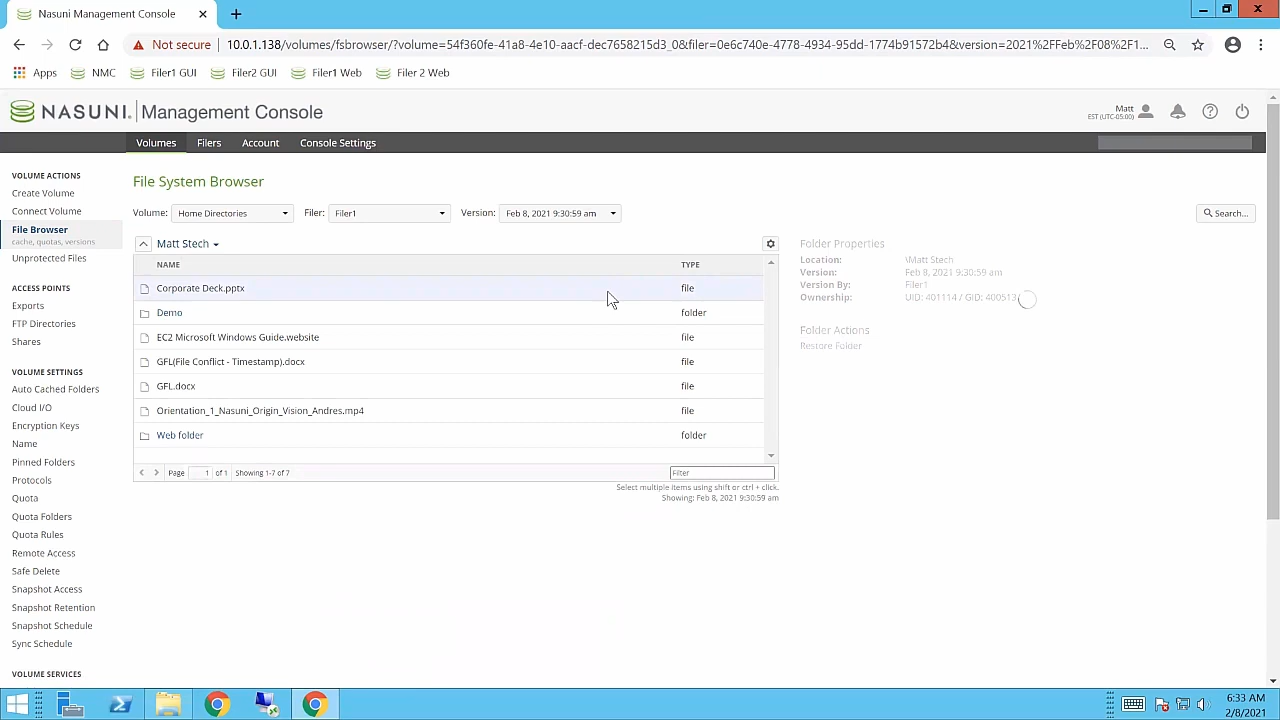 Nasuni Management Console
Not secure
10.0.1.138/volumes/fsbrowser/?volume=54f360fe-41a8-4e10-aacf-dec7658215d3_0&filer=0e6c740e-4778-4934-95dd-1774b91572b4&version=2021%2FFeb%2F08%2F1...
Apps NMC Filer1 GUI Filer2 GUI Filer1 Web Filer 2 Web
NASUNI. Management Console
Matt
EST (UTC-05:00)
Volumes Filers Account Console Settings
VOLUME ACTIONS
Create Volume
Connect Volume
File Browser
cache, quotas, versions
Unprotected Files
ACCESS POINTS
Exports
FTP Directories
Shares
VOLUME SETTINGS
Auto Cached Folders
Cloud I/O
Encryption Keys
Name
Pinned Folders
Protocols
Quota
Quota Folders
Quota Rules
Remote Access
Safe Delete
Snapshot Access
Snapshot Retention
Snapshot Schedule
Sync Schedule
VOLUME SERVICES
File System Browser
Volume: Home Directories Filer: Filer1 Version: Feb 8, 2021 9:30:59 am Search...
Matt Stech
NAME TYPE
Corporate Deck.pptx file
Demo folder
EC2 Microsoft Windows Guide.website file
GFL(File Conflict - Timestamp).docx file
GFL.docx file
Orientation_1_Nasuni_Origin_Vision_Andres.mp4 file
Web folder folder
Page 1 of 1 Showing 1-7 of 7 Filter
Select multiple items using shift or ctrl + click.
Showing: Feb 8, 2021 9:30:59 am
Folder Properties
Location: \Matt Stech
Version: Feb 8, 2021 9:30:59 am
Version By: Filer1
Ownership: UID: 401114 / GID: 400513
Folder Actions
Restore Folder
6:33 AM
2/8/2021